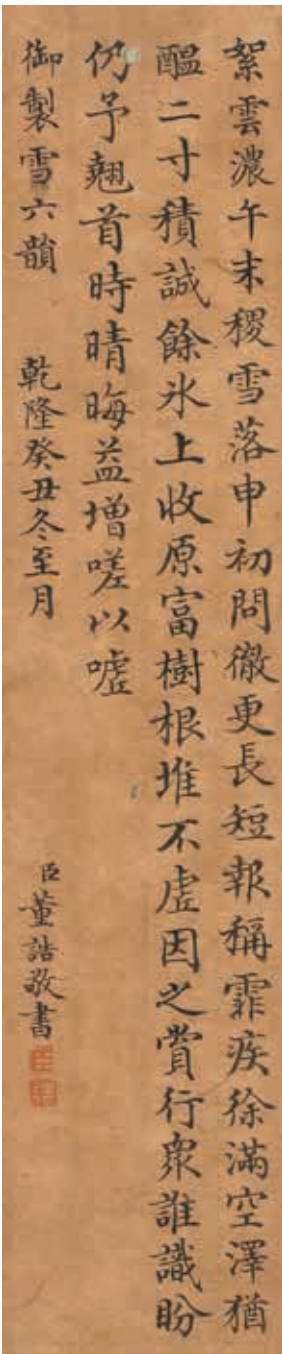 絮雲濃午末稷雪落申初問徹更長短報稱霏疾徐滿空澤猶
醞二寸積誠餘氷上收原富樹根堆不虛因之賞行衆誰識盼
仍予翹首時晴晦益增嗟以噓
御製雪六韻 乾隆癸丑冬至月 臣董誥敬書